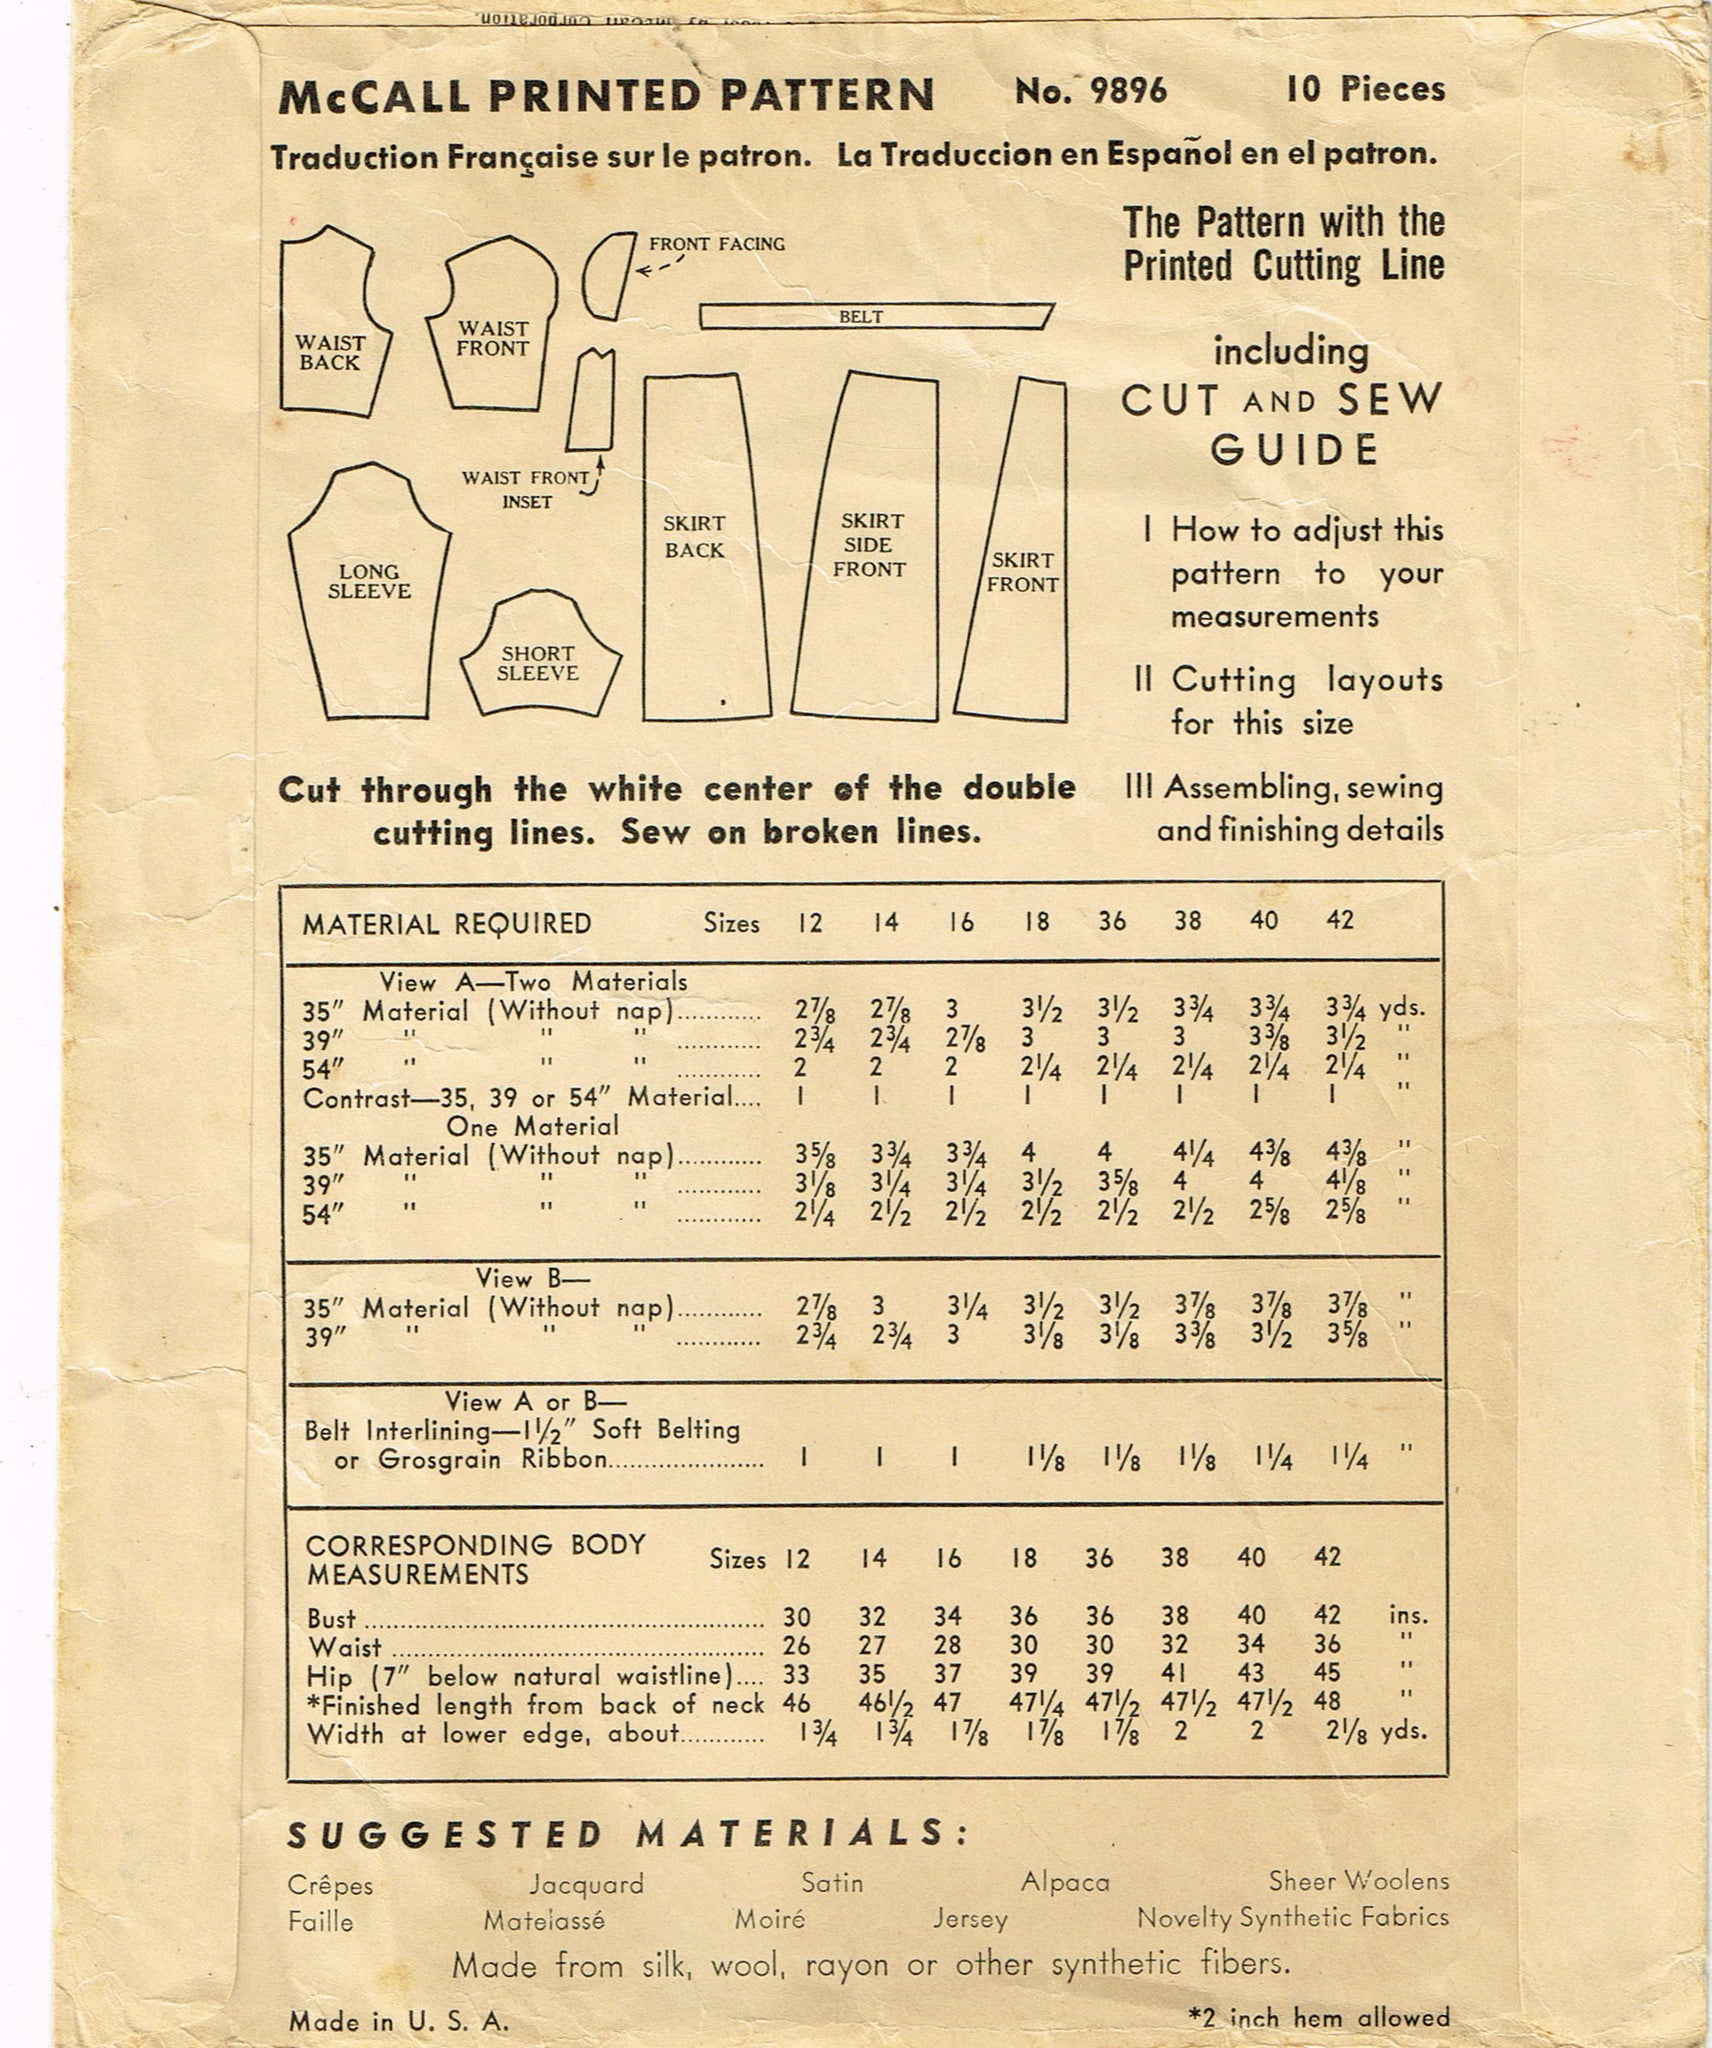 by McCall Corporation.
McCALL PRINTED PATTERN No. 9896 10 Pieces
Traduction Française sur le patron. La Traduccion en Español en el patron.
FRONT FACING
WAIST BACK
WAIST FRONT
BELT
WAIST FRONT INSET
LONG SLEEVE
SHORT SLEEVE
SKIRT BACK
SKIRT SIDE FRONT
SKIRT FRONT
The Pattern with the
Printed Cutting Line
including
CUT AND SEW
GUIDE
I How to adjust this
pattern to your
measurements
II Cutting layouts
for this size
III Assembling, sewing
and finishing details
Cut through the white center of the double
cutting lines. Sew on broken lines.
MATERIAL REQUIRED Sizes 12 14 16 18 36 38 40 42
View A—Two Materials
35" Material (Without nap)............ 2⅞ 2⅞ 3 3½ 3½ 3¾ 3¾ 3¾ yds.
39" " " " ............ 2¾ 2¾ 2⅞ 3 3 3 3⅜ 3½ "
54" " " " ............ 2 2 2 2¼ 2¼ 2¼ 2¼ 2¼ "
Contrast—35, 39 or 54" Material.... 1 1 1 1 1 1 1 1 "
One Material
35" Material (Without nap)............ 3⅝ 3¾ 3¾ 4 4 4¼ 4⅜ 4⅜ "
39" " " " ............ 3⅛ 3¼ 3¼ 3½ 3⅝ 4 4 4⅛ "
54" " " " ............ 2¼ 2½ 2½ 2½ 2½ 2½ 2⅝ 2⅝ "
View B—
35" Material (Without nap)............ 2⅞ 3 3¼ 3½ 3½ 3⅞ 3⅞ 3⅞ "
39" " " " ............ 2¾ 2¾ 3 3⅛ 3⅛ 3⅜ 3½ 3⅝ "
View A or B—
Belt Interlining—1½" Soft Belting
or Grosgrain Ribbon...................... 1 1 1 1⅛ 1⅛ 1⅛ 1¼ 1¼ "
CORRESPONDING BODY
MEASUREMENTS Sizes 12 14 16 18 36 38 40 42
Bust ........................................................ 30 32 34 36 36 38 40 42 ins.
Waist .................................................... 26 27 28 30 30 32 34 36 "
Hip (7" below natural waistline).... 33 35 37 39 39 41 43 45 "
*Finished length from back of neck 46 46½ 47 47¼ 47½ 47½ 47½ 48 "
Width at lower edge, about............ 1¾ 1¾ 1⅞ 1⅞ 1⅞ 2 2 2⅛ yds.
SUGGESTED MATERIALS:
Crêpes Jacquard Satin Alpaca Sheer Woolens
Faille Matelassé Moiré Jersey Novelty Synthetic Fabrics
Made from silk, wool, rayon or other synthetic fibers.
Made in U. S. A. *2 inch hem allowed